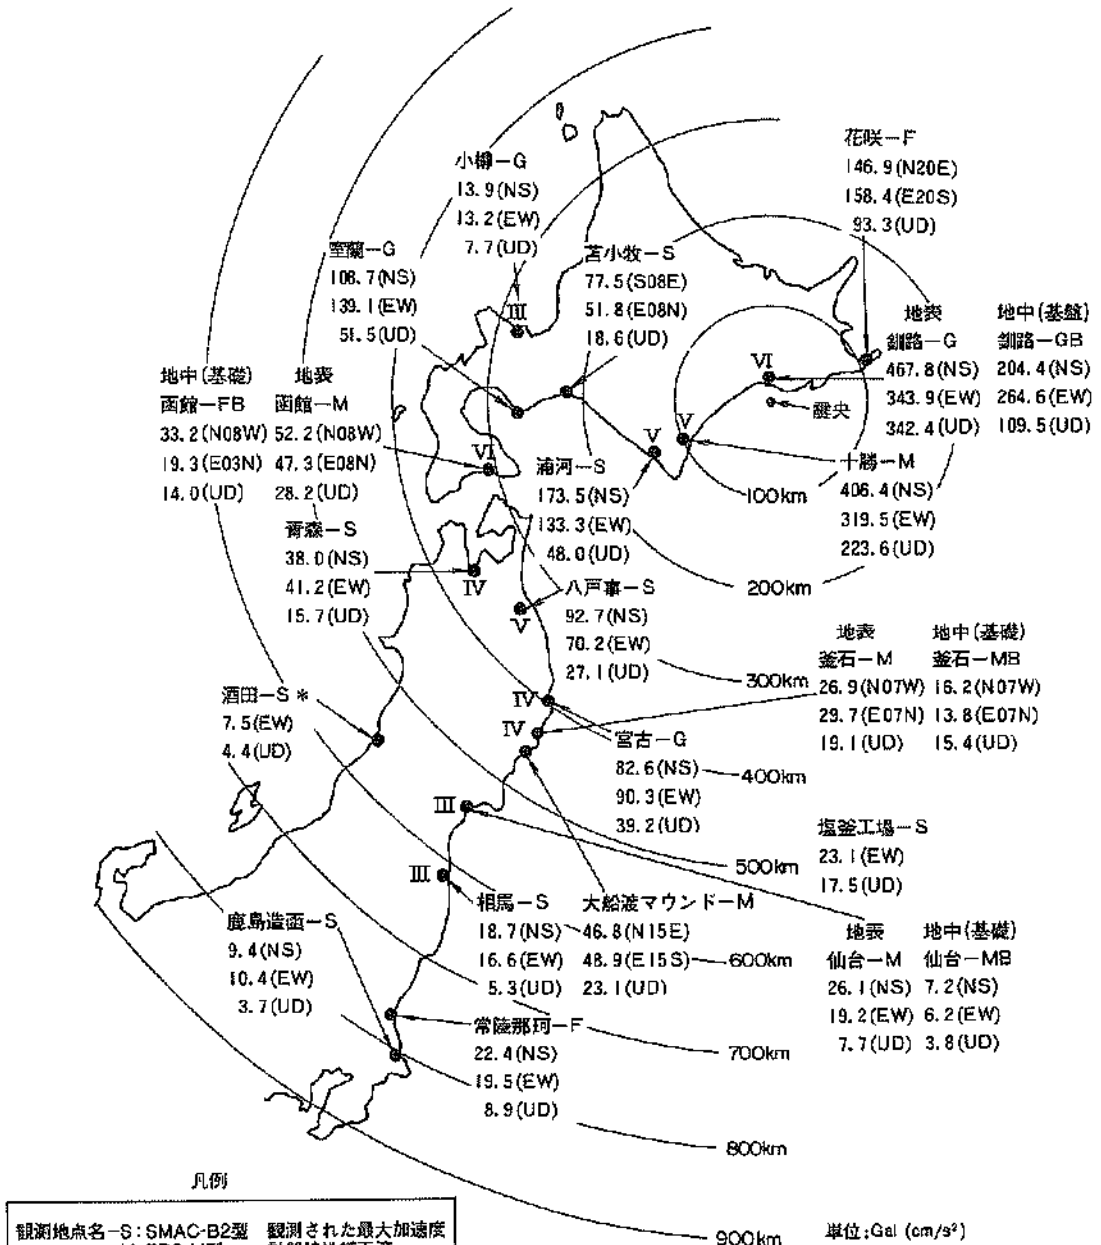 花咲－F
146.9(N20E)
158.4(E20S)
93.3(UD)
小樽－G
13.9(NS)
13.2(EW)
7.7(UD)
III
室蘭－G
108.7(NS)
139.1(EW)
51.5(UD)
苫小牧－S
77.5(S08E)
51.8(E08N)
18.6(UD)
地表
釧路－G
467.8(NS)
343.9(EW)
342.4(UD)
地中(基盤)
釧路－GB
204.4(NS)
264.6(EW)
109.5(UD)
VI
震央
V
V
地中(基礎)
函館－FB
33.2(N08W)
19.3(E03N)
14.0(UD)
地表
函館－M
52.2(N08W)
47.3(E08N)
28.2(UD)
VI
浦河－S
173.5(NS)
133.3(EW)
48.0(UD)
十勝－M
406.4(NS)
319.5(EW)
223.6(UD)
100km
青森－S
38.0(NS)
41.2(EW)
15.7(UD)
IV
200km
八戸事－S
92.7(NS)
70.2(EW)
27.1(UD)
V
300km
地表
釜石－M
26.9(N07W)
29.7(E07N)
19.1(UD)
地中(基礎)
釜石－MB
16.2(N07W)
13.8(E07N)
15.4(UD)
酒田－S＊
7.5(EW)
4.4(UD)
IV
IV
宮古－G
82.6(NS)
90.3(EW)
39.2(UD)
400km
III
塩釜工場－S
23.1(EW)
17.5(UD)
500km
III
相馬－S
18.7(NS)
16.6(EW)
5.3(UD)
大船渡マウンド－M
46.8(N15E)
48.9(E15S)
23.1(UD)
600km
地表
仙台－M
26.1(NS)
19.2(EW)
7.7(UD)
地中(基礎)
仙台－MB
7.2(NS)
6.2(EW)
3.8(UD)
鹿島造函－S
9.4(NS)
10.4(EW)
3.7(UD)
常陸那珂－F
22.4(NS)
19.5(EW)
8.9(UD)
700km
800km
凡例
観測地点名－S：SMAC-B2型 観測された最大加速度
900km
単位；Gal (cm/s²)